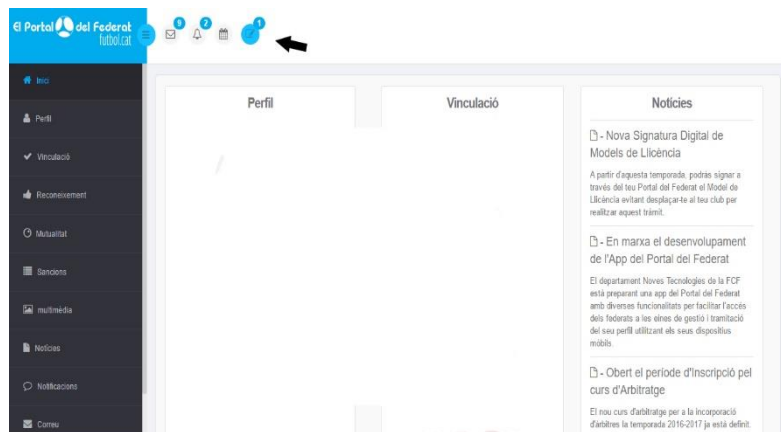 El Portal del Federat
futbol.cat
9
2
1
Inici
Perfil
Vinculació
Reconeixement
Mutualitat
Sancions
multimèdia
Notícies
Notificacions
Correu
Perfil
Vinculació
Notícies
- Nova Signatura Digital de
Models de Llicència
A partir d'aquesta temporada, podràs signar a
través del teu Portal del Federat el Model de
Llicència evitant desplaçar-te al teu club per
realitzar aquest tràmit.
- En marxa el desenvolupament
de l'App del Portal del Federat
El departament Noves Tecnologies de la FCF
està preparant una app del Portal del Federat
amb diverses funcionalitats per facilitar l'accés
dels federats a les eines de gestió i tramitació
del seu perfil utilitzant els seus dispositius
mòbils.
- Obert el període d'Inscripció pel
curs d'Arbitratge
El nou curs d'arbitratge per a la incorporació
d'àrbitres la temporada 2016-2017 ja està definit.